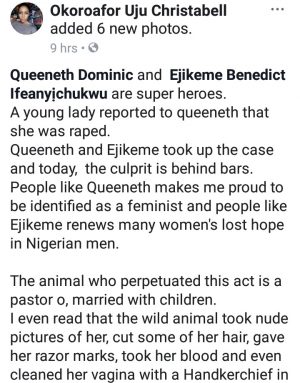 Okoroafor Uju Christabell
added 6 new photos.
9 hrs •
Queeneth Dominic and Ejikeme Benedict
Ifeanyịchukwu are super heroes.
A young lady reported to queeneth that
she was raped.
Queeneth and Ejikeme took up the case
and today,  the culprit is behind bars.
People like Queeneth makes me proud to
be identified as a feminist and people like
Ejikeme renews many women's lost hope
in Nigerian men.

The animal who perpetuated this act is a
pastor o, married with children.
I even read that the wild animal took nude
pictures of her, cut some of her hair, gave
her razor marks, took her blood and even
cleaned her vagina with a Handkerchief in